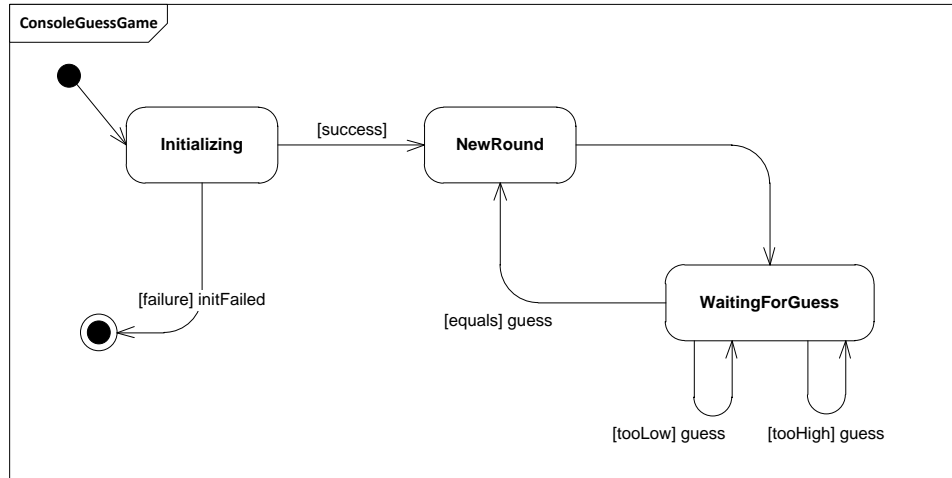 ConsoleGuessGame
[success]
Initializing
NewRound
[failure] initFailed
WaitingForGuess
[equals] guess
[tooLow] guess
[tooHigh] guess